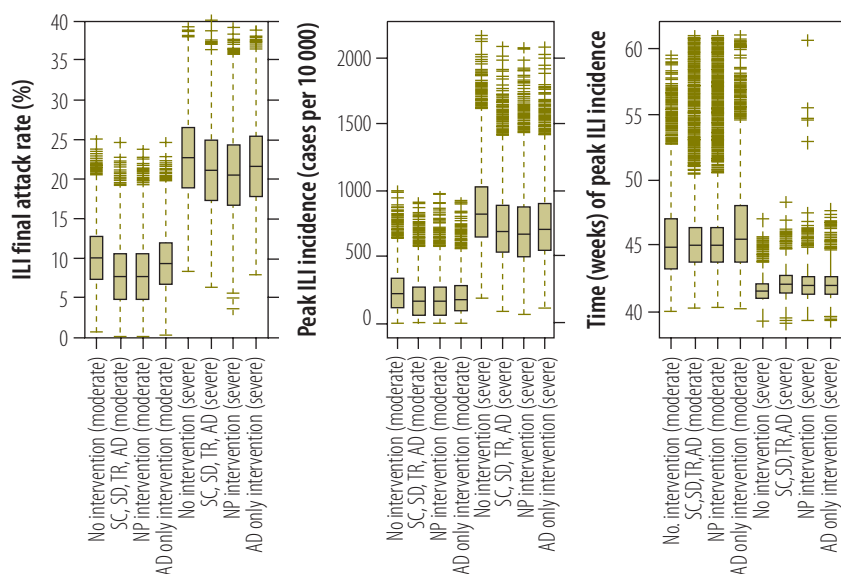 ILI final attack rate (%)
40
35
30
25
20
15
10
5
0
No intervention (moderate)
SC, SD, TR, AD (moderate)
NP intervention (moderate)
AD only intervention (moderate)
No intervention (severe)
SC, SD, TR, AD (severe)
NP intervention (severe)
AD only intervention (severe)
Peak ILI incidence (cases per 10 000)
2000
1500
1000
500
0
No intervention (moderate)
SC, SD, TR, AD (moderate)
NP intervention (moderate)
AD only intervention (moderate)
No intervention (severe)
SC, SD, TR, AD (severe)
NP intervention (severe)
AD only intervention (severe)
Time (weeks) of peak ILI incidence
60
55
50
45
40
No. intervention (moderate)
SC,SD,TR,AD (moderate)
NP intervention (moderate)
AD only intervention (moderate)
No intervention (severe)
SC,SD,TR,AD (severe)
NP intervention (severe)
AD only intervention (severe)